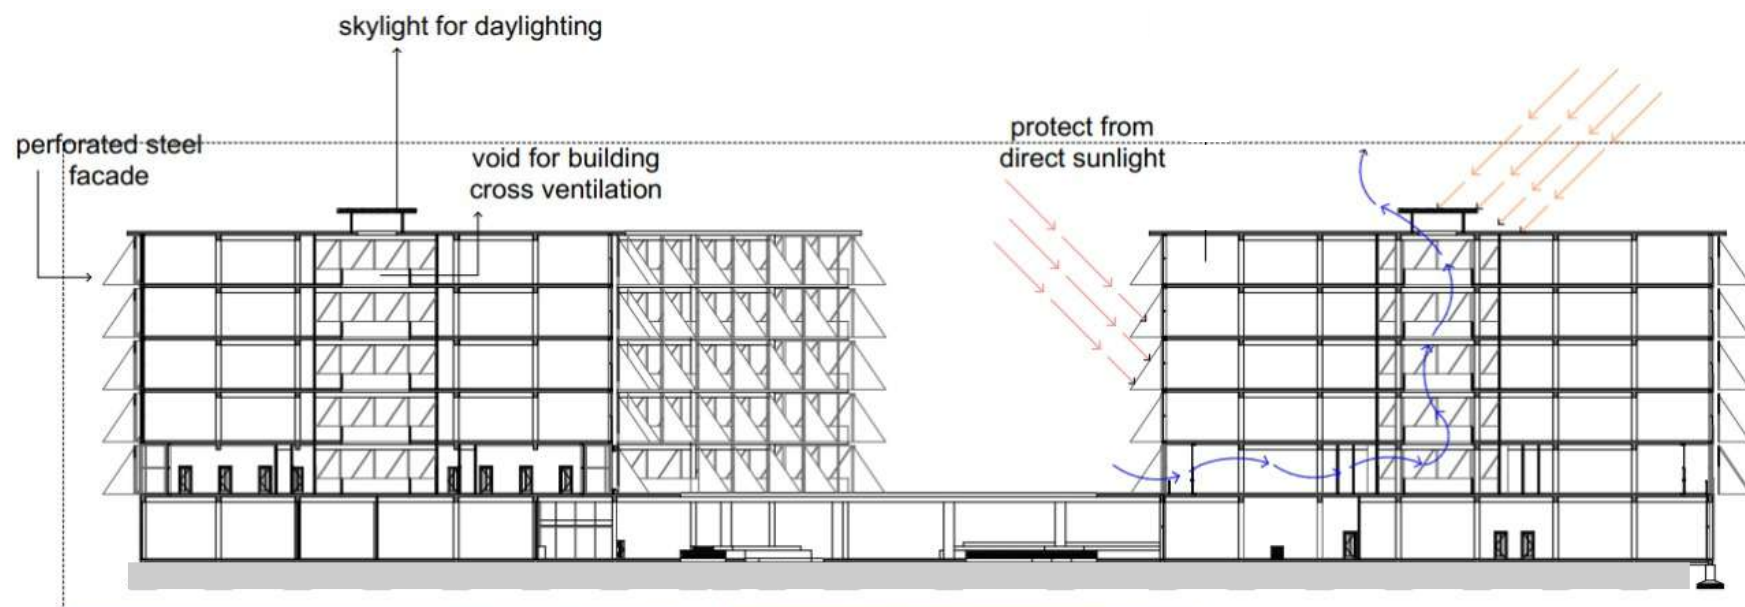 skylight for daylighting
perforated steel
facade
void for building
cross ventilation
protect from
direct sunlight